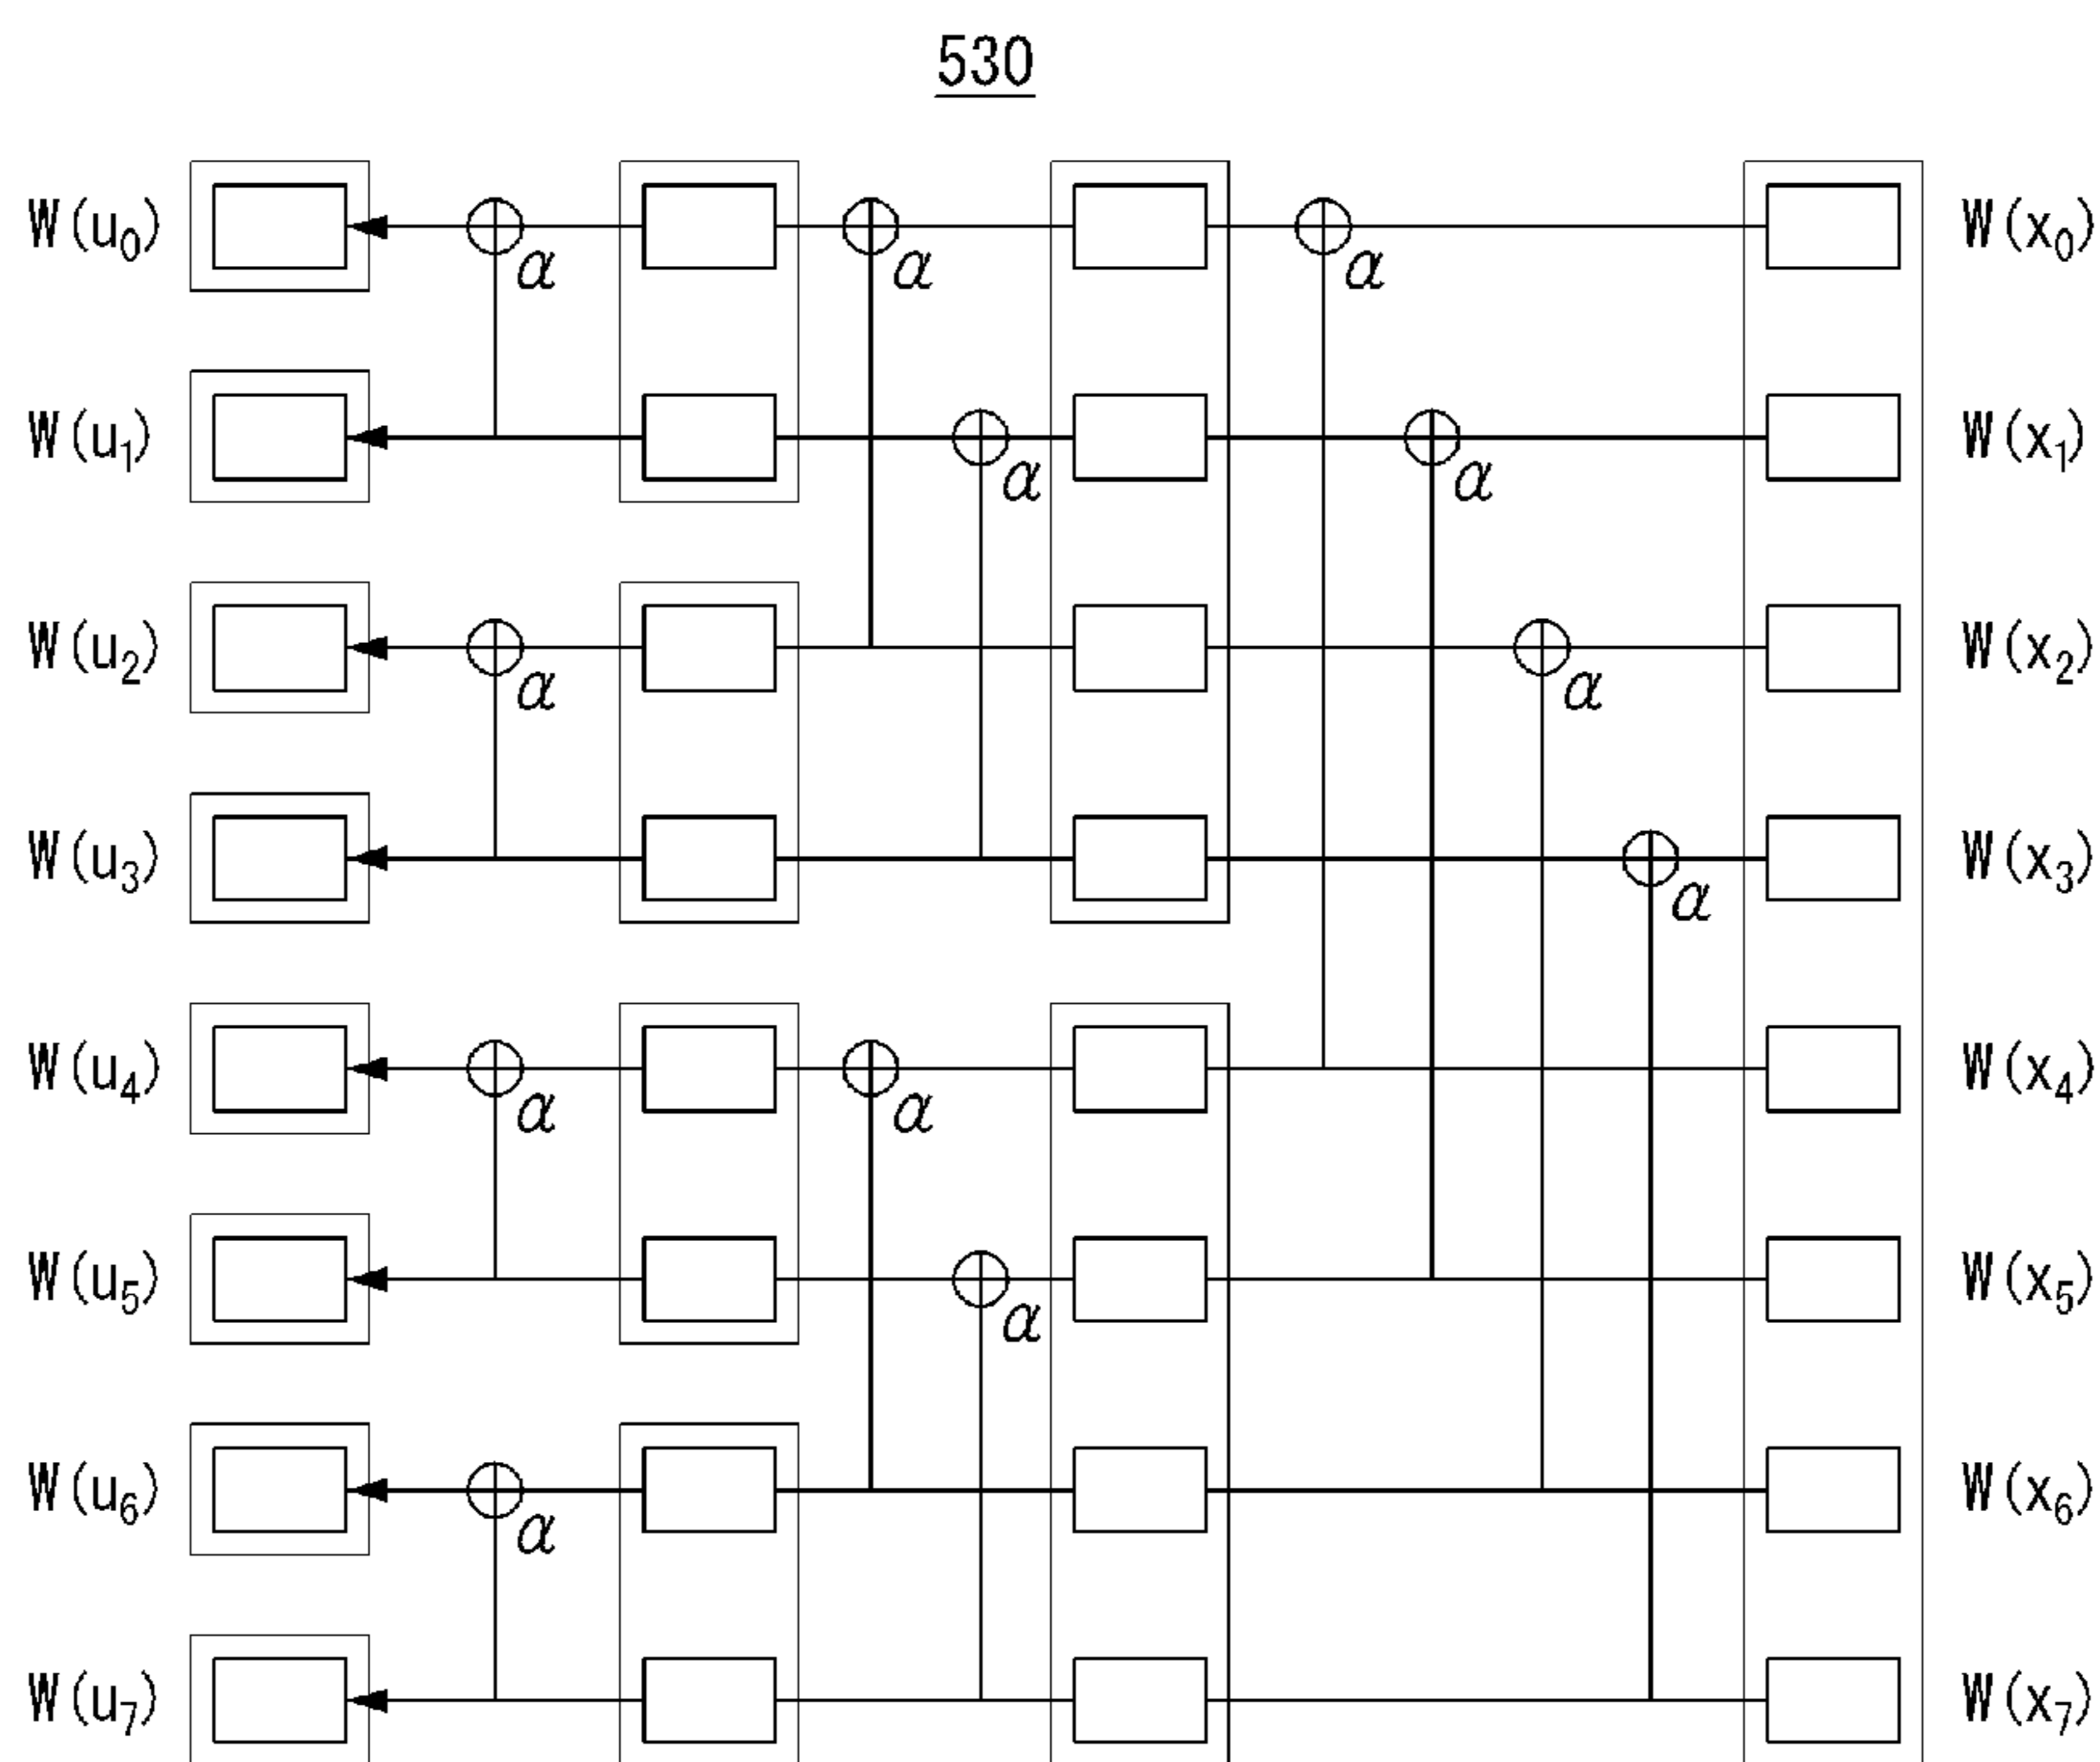 530
W(u₀) α α α W(x₀)
W(u₁) α α W(x₁)
W(u₂) α α W(x₂)
W(u₃) α W(x₃)
W(u₄) α α W(x₄)
W(u₅) α W(x₅)
W(u₆) α W(x₆)
W(u₇) W(x₇)